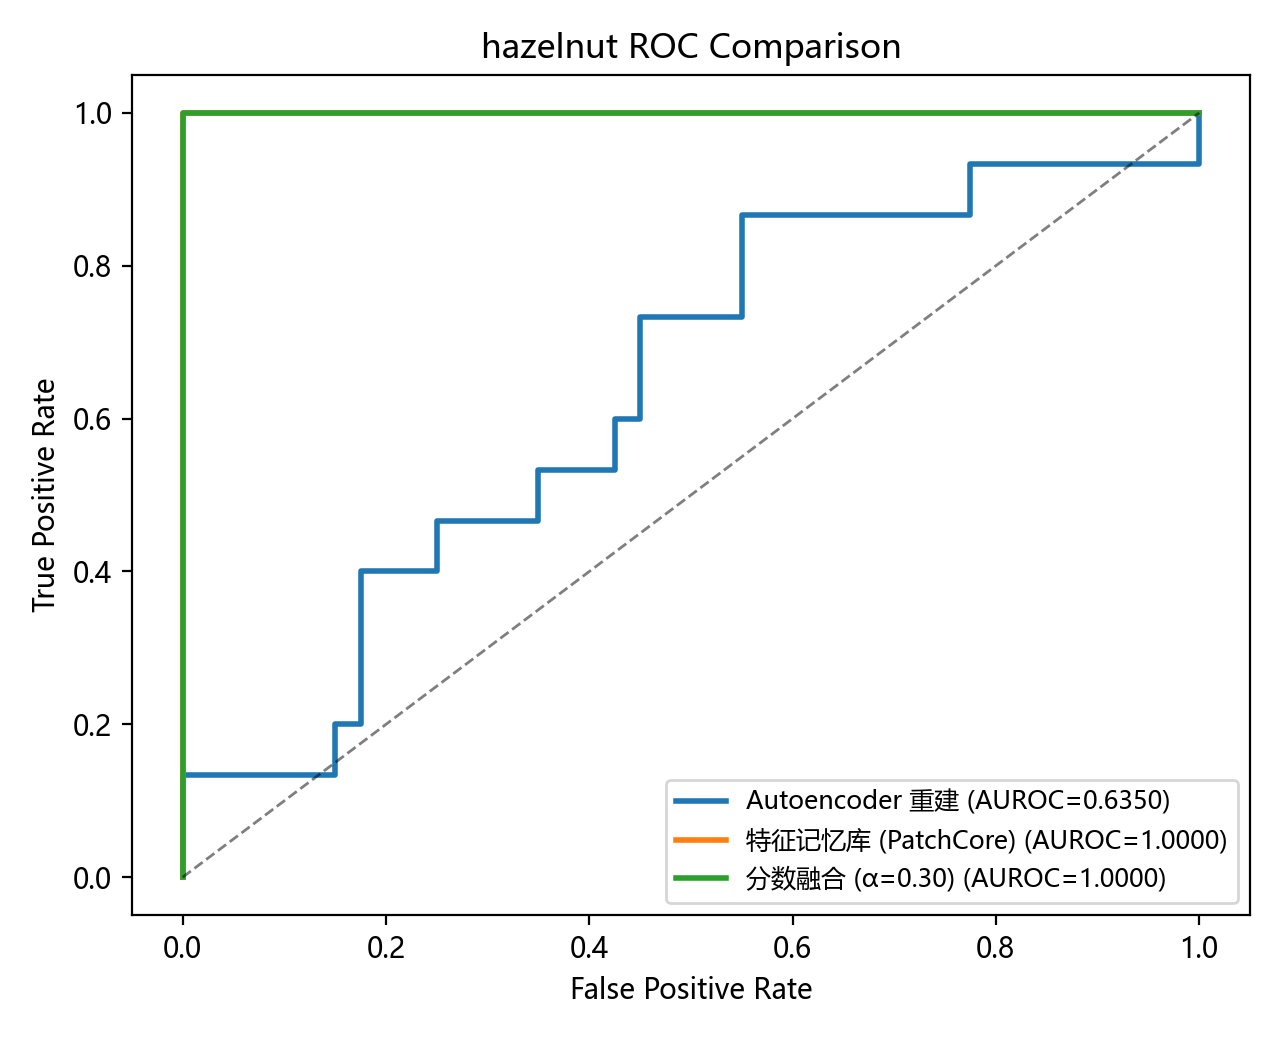 hazelnut ROC Comparison
True Positive Rate
1.0
0.8
0.6
0.4
0.2
0.0
0.0 0.2 0.4 0.6 0.8 1.0
False Positive Rate
Autoencoder 重建 (AUROC=0.6350)
特征记忆库 (PatchCore) (AUROC=1.0000)
分数融合 (α=0.30) (AUROC=1.0000)